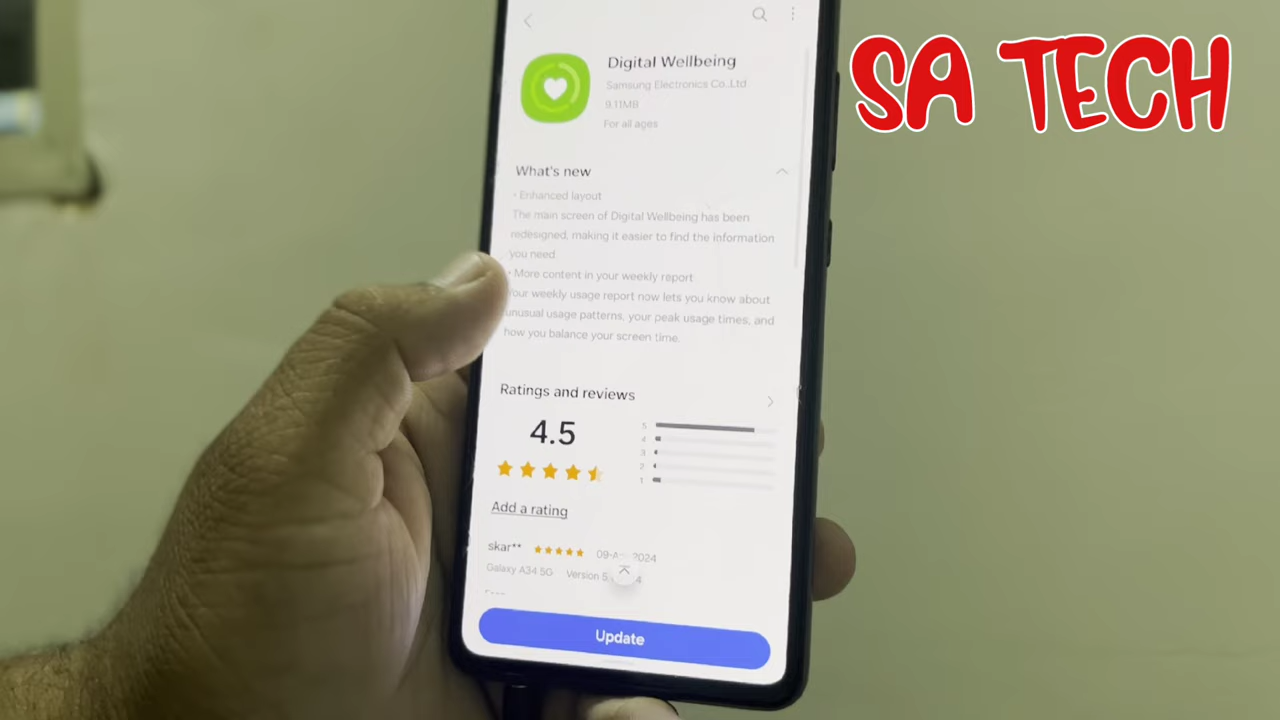 SA TECH
Digital Wellbeing
Samsung Electronics Co.,Ltd.
9.11MB
For all ages
What's new
• Enhanced layout
The main screen of Digital Wellbeing has been
redesigned, making it easier to find the information
you need.
• More content in your weekly report
Your weekly usage report now lets you know about
unusual usage patterns, your peak usage times, and
how you balance your screen time.
Ratings and reviews
4.5
5
4
3
2
1
Add a rating
skar** 2024
Galaxy A34 5G Version
Update